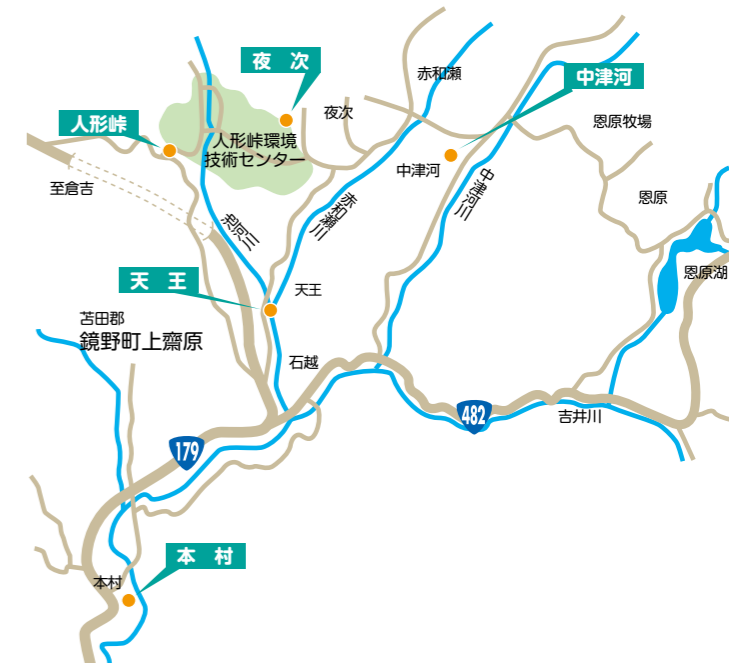 夜 次
赤和瀬
中津河
人形峠
夜次
恩原牧場
人形峠環境
技術センター
中津河
至倉吉
恩原
赤和瀬川
中津河川
池河川
恩原湖
天 王
天王
苫田郡
鏡野町上齋原
石越
482
吉井川
179
本 村
本村